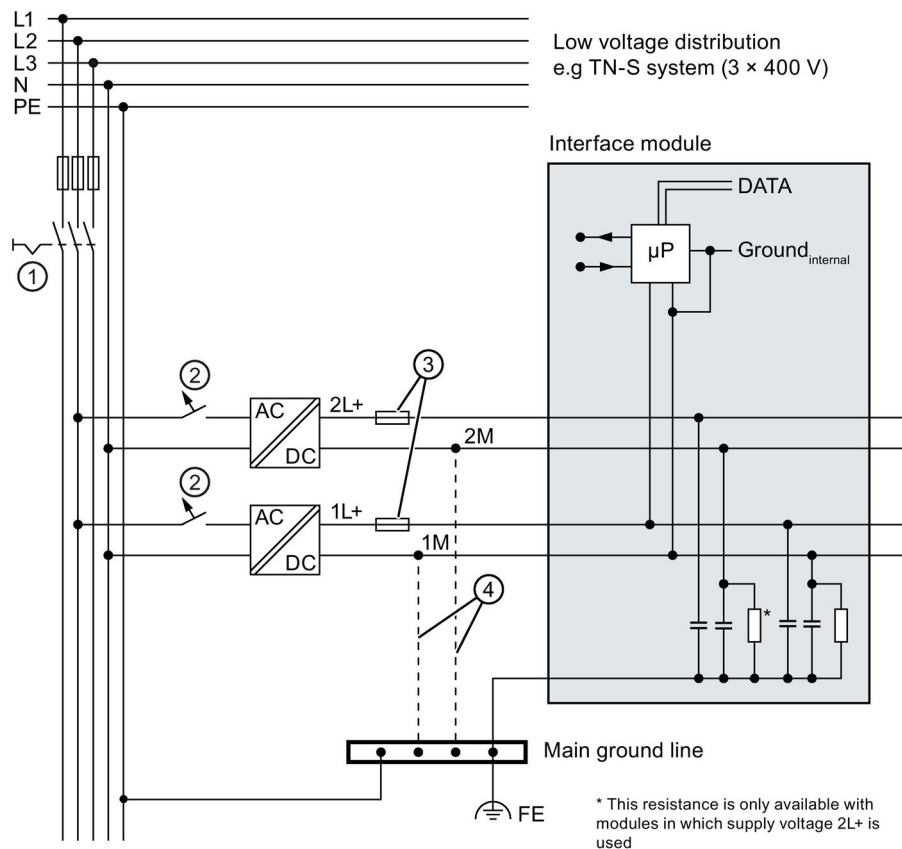 L1
L2
L3
N
PE
Low voltage distribution
e.g TN-S system (3 × 400 V)
Interface module
DATA
µP
Ground internal
1
2
3
AC
DC
2L+
2M
2
AC
DC
1L+
1M
4
*
Main ground line
FE
* This resistance is only available with
modules in which supply voltage 2L+ is
used